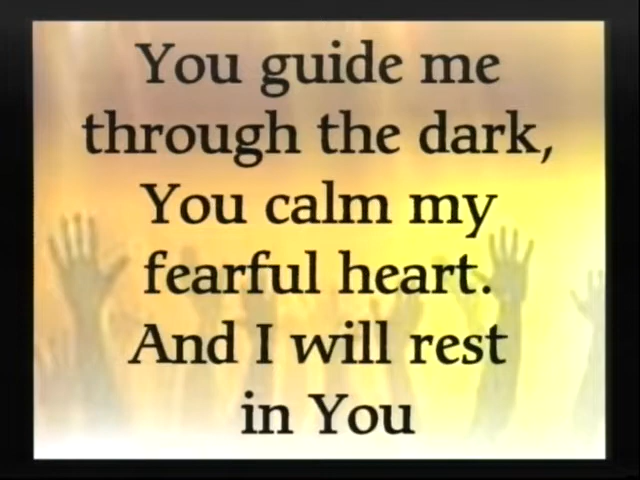 You guide me
through the dark,
You calm my
fearful heart.
And I will rest
in You